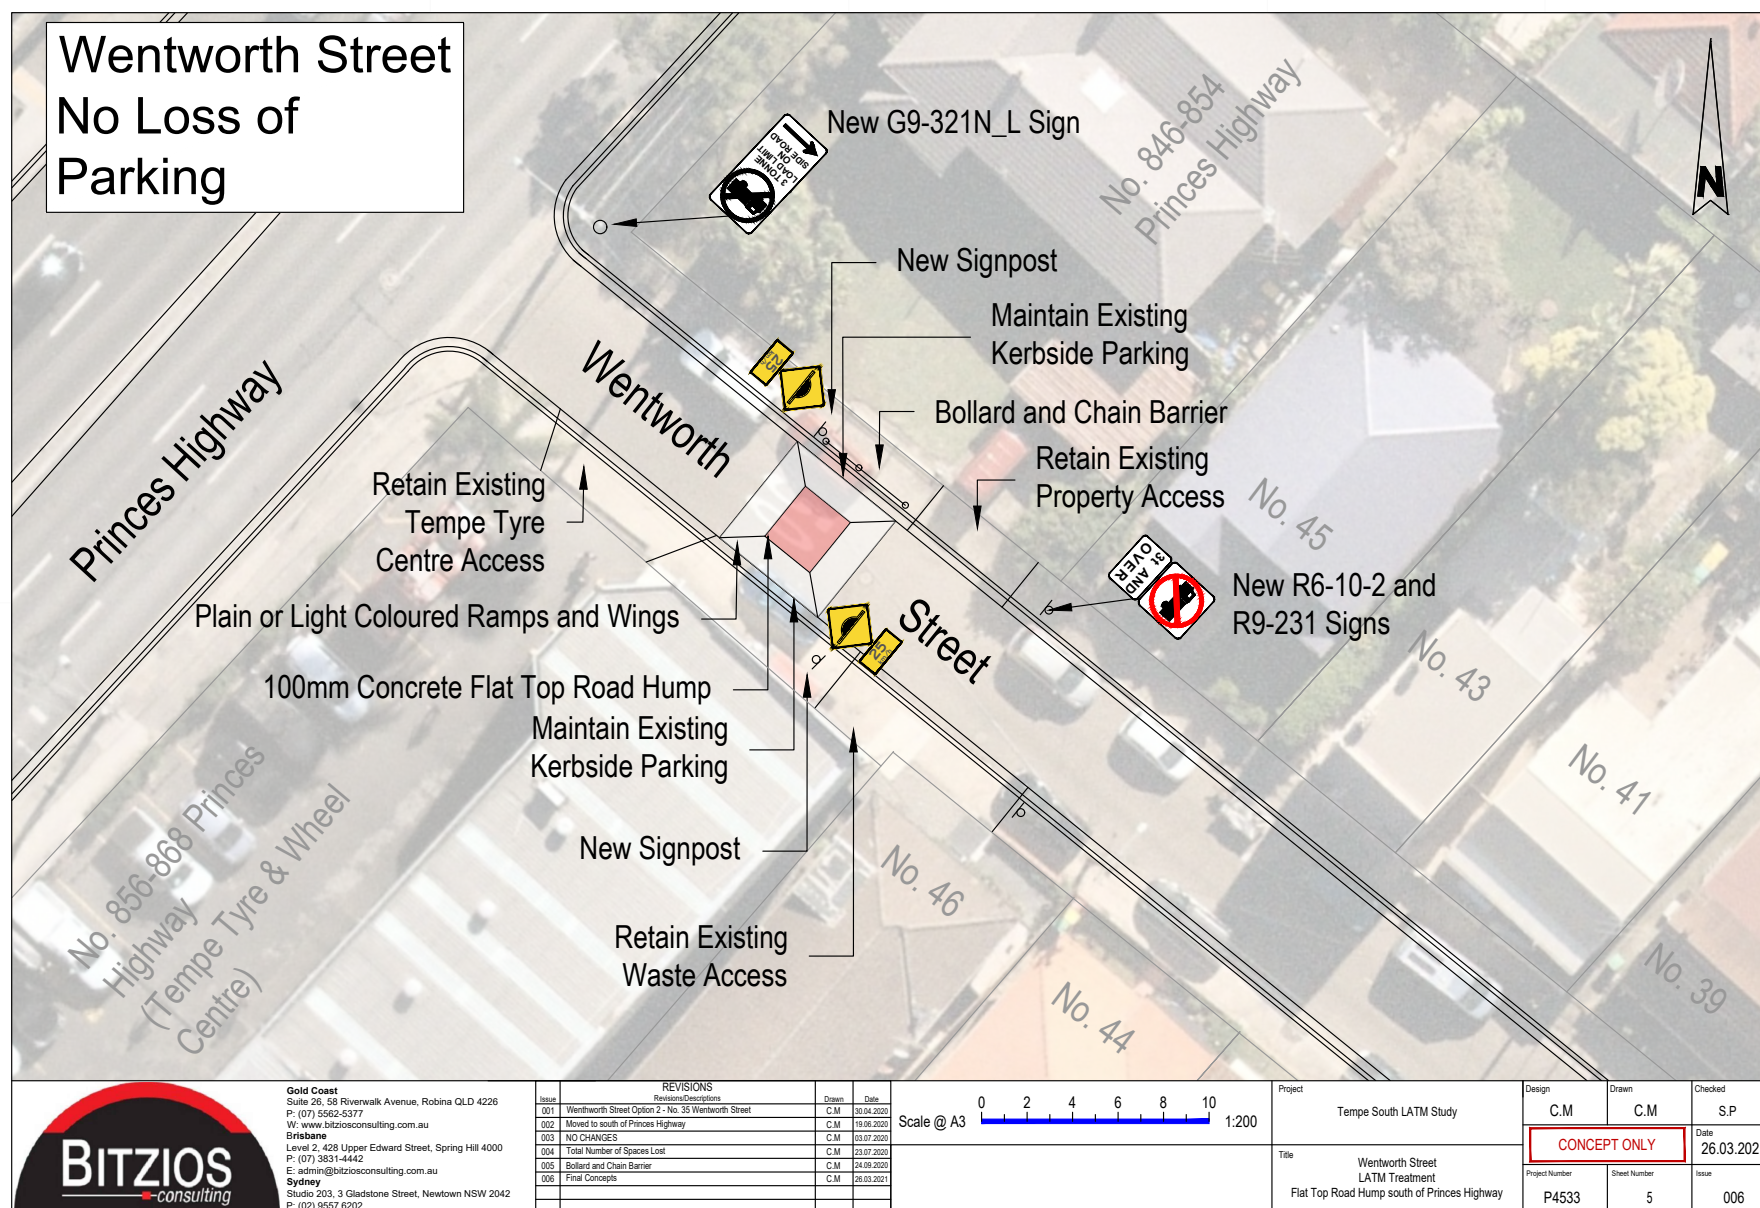 Wentworth Street
No Loss of
Parking
New G9-321N_L Sign
3 TONNE
LOAD LIMIT
ON
SIDE ROAD
No. 846-854
Princes Highway
N
New Signpost
Maintain Existing
Kerbside Parking
Bollard and Chain Barrier
Retain Existing
Property Access
Princes Highway
Wentworth
Street
25
Retain Existing
Tempe Tyre
Centre Access
Plain or Light Coloured Ramps and Wings
100mm Concrete Flat Top Road Hump
Maintain Existing
Kerbside Parking
New Signpost
Retain Existing
Waste Access
25
3t AND
OVER
New R6-10-2 and
R9-231 Signs
No. 45
No. 43
No. 41
No. 39
No. 46
No. 44
No. 856-868 Princes
Highway
(Tempe Tyre & Wheel
Centre)
BITZIOS
consulting
Gold Coast
Suite 26, 58 Riverwalk Avenue, Robina QLD 4226
P: (07) 5562-5377
W: www.bitziosconsulting.com.au
Brisbane
Level 2, 428 Upper Edward Street, Spring Hill 4000
P: (07) 3831-4442
E: admin@bitziosconsulting.com.au
Sydney
Studio 203, 3 Gladstone Street, Newtown NSW 2042
P: (02) 9557 6202
REVISIONS
Issue Revisions/Descriptions Drawn Date
001 Wenthworth Street Option 2 - No. 35 Wentworth Street C.M 30.04.2020
002 Moved to south of Princes Highway C.M 19.06.2020
003 NO CHANGES C.M 03.07.2020
004 Total Number of Spaces Lost C.M 23.07.2020
005 Bollard and Chain Barrier C.M 24.09.2020
006 Final Concepts C.M 26.03.2021
Scale @ A3 0 2 4 6 8 10 1:200
Project
Tempe South LATM Study
Title
Wentworth Street
LATM Treatment
Flat Top Road Hump south of Princes Highway
Design Drawn Checked
C.M C.M S.P
CONCEPT ONLY
Date
26.03.202
Project Number Sheet Number Issue
P4533 5 006